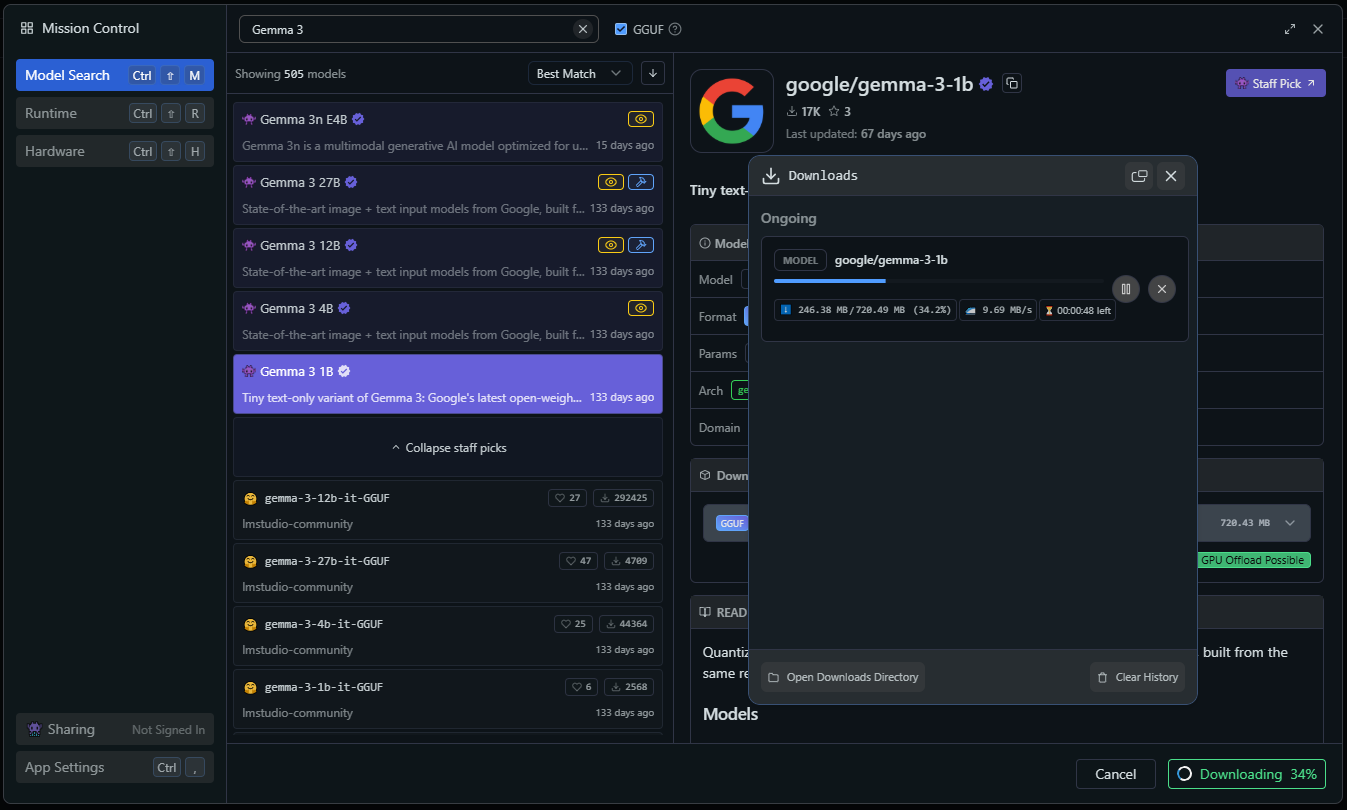 Mission Control
Model Search Ctrl ⇧ M
Runtime Ctrl ⇧ R
Hardware Ctrl ⇧ H
Sharing Not Signed In
App Settings Ctrl ,
Gemma 3
GGUF
Showing 505 models
Best Match
Gemma 3n E4B
Gemma 3n is a multimodal generative AI model optimized for u... 15 days ago
Gemma 3 27B
State-of-the-art image + text input models from Google, built f... 133 days ago
Gemma 3 12B
State-of-the-art image + text input models from Google, built f... 133 days ago
Gemma 3 4B
State-of-the-art image + text input models from Google, built f... 133 days ago
Gemma 3 1B
Tiny text-only variant of Gemma 3: Google's latest open-weigh... 133 days ago
Collapse staff picks
gemma-3-12b-it-GGUF 27 292425
lmstudio-community 133 days ago
gemma-3-27b-it-GGUF 47 4709
lmstudio-community 133 days ago
gemma-3-4b-it-GGUF 25 44364
lmstudio-community 133 days ago
gemma-3-1b-it-GGUF 6 2568
lmstudio-community 133 days ago
google/gemma-3-1b
Staff Pick
17K 3
Last updated: 67 days ago
Tiny text-
Model
Model
Format
Params
Arch ge
Domain
Down
GGUF 720.43 MB
GPU Offload Possible
READ
Quantiz built from the
same re
Models
Downloads
Ongoing
MODEL google/gemma-3-1b
246.38 MB/720.49 MB (34.2%) 9.69 MB/s 00:00:48 left
Open Downloads Directory Clear History
Cancel Downloading 34%